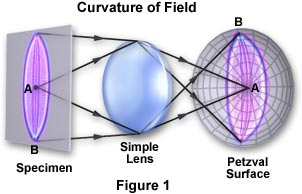 Curvature of Field
B
A
A
B
Specimen
Simple
Lens
Petzval
Surface
Figure 1